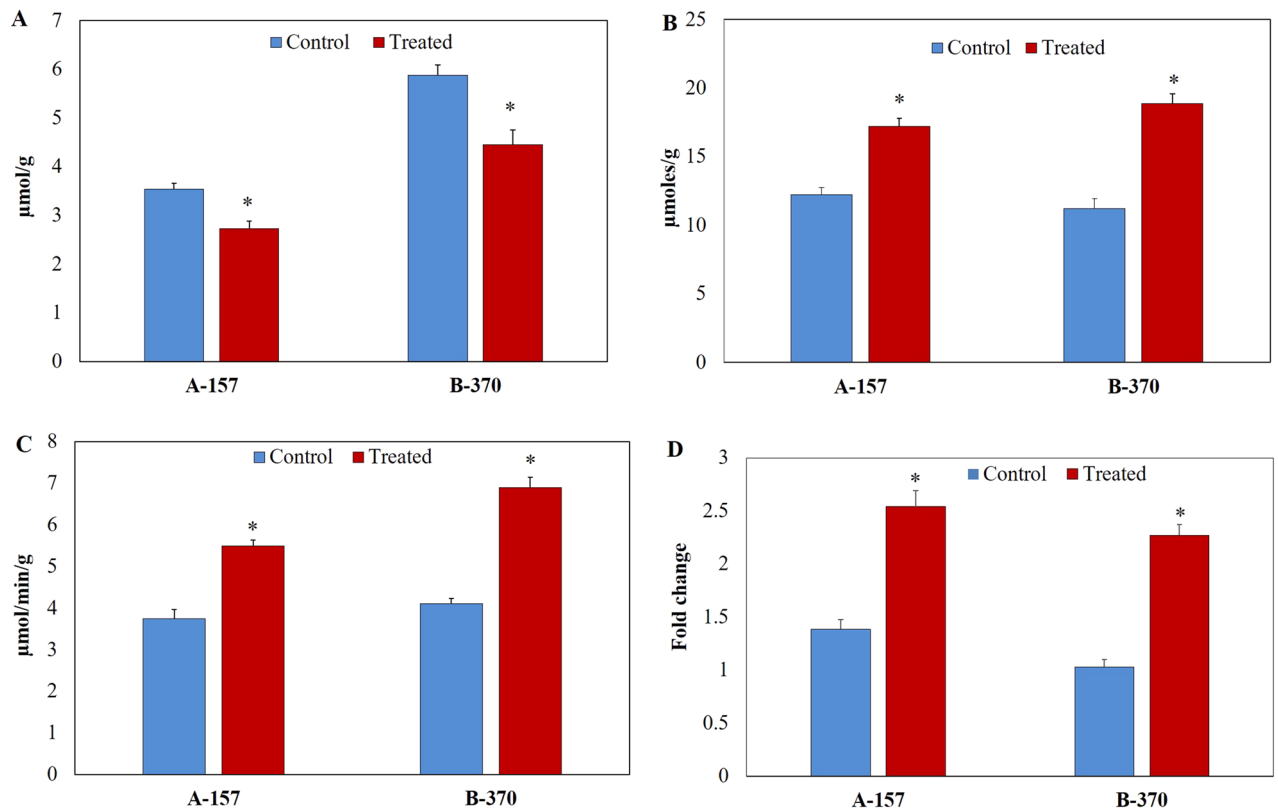 A
7
6
5
4
3
2
1
0
µmol/g
Control Treated
*
*
A-157 B-370
B
25
20
15
10
5
0
µmoles/g
Control Treated
*
*
A-157 B-370
C
8
7
6
5
4
3
2
1
0
µmol/min/g
Control Treated
*
*
A-157 B-370
D
3
2.5
2
1.5
1
0.5
0
Fold change
Control Treated
*
*
A-157 B-370